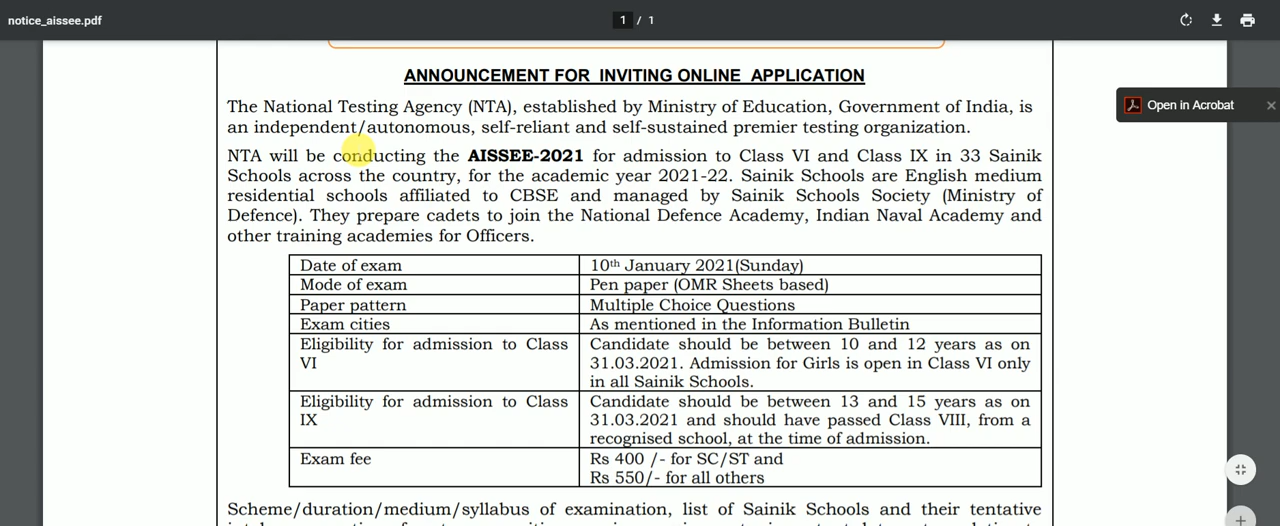 notice_aissee.pdf
1 / 1
ANNOUNCEMENT FOR INVITING ONLINE APPLICATION
The National Testing Agency (NTA), established by Ministry of Education, Government of India, is
an independent/autonomous, self-reliant and self-sustained premier testing organization.
Open in Acrobat
NTA will be conducting the AISSEE-2021 for admission to Class VI and Class IX in 33 Sainik
Schools across the country, for the academic year 2021-22. Sainik Schools are English medium
residential schools affiliated to CBSE and managed by Sainik Schools Society (Ministry of
Defence). They prepare cadets to join the National Defence Academy, Indian Naval Academy and
other training academies for Officers.
Date of exam 10th January 2021(Sunday)
Mode of exam Pen paper (OMR Sheets based)
Paper pattern Multiple Choice Questions
Exam cities As mentioned in the Information Bulletin
Eligibility for admission to Class Candidate should be between 10 and 12 years as on
VI 31.03.2021. Admission for Girls is open in Class VI only
in all Sainik Schools.
Eligibility for admission to Class Candidate should be between 13 and 15 years as on
IX 31.03.2021 and should have passed Class VIII, from a
recognised school, at the time of admission.
Exam fee Rs 400 /- for SC/ST and
Rs 550/- for all others
Scheme/duration/medium/syllabus of examination, list of Sainik Schools and their tentative